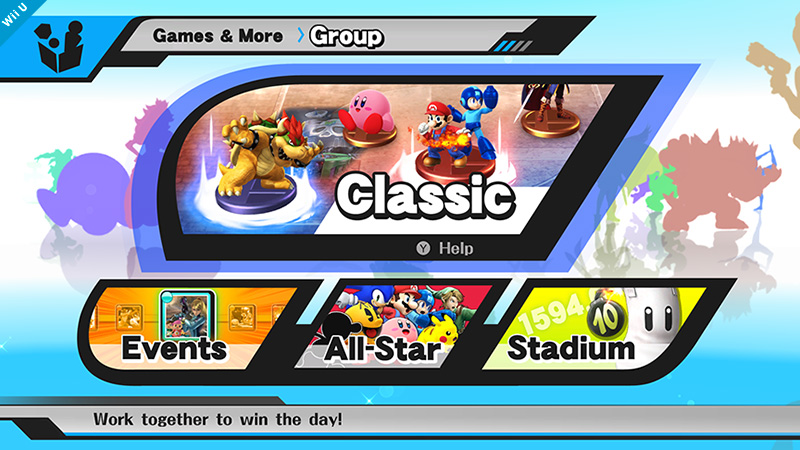 Wii U
Games & More > Group
Classic
Y Help
Events
All-Star
1594
10
Stadium
Work together to win the day!